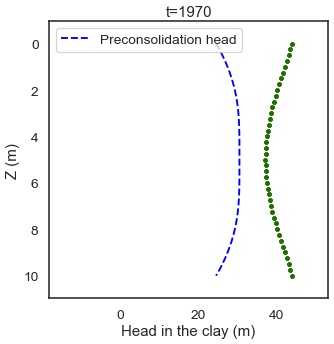 t=1970
Preconsolidation head
0
2
4
6
8
10
Z (m)
0
20
40
Head in the clay (m)